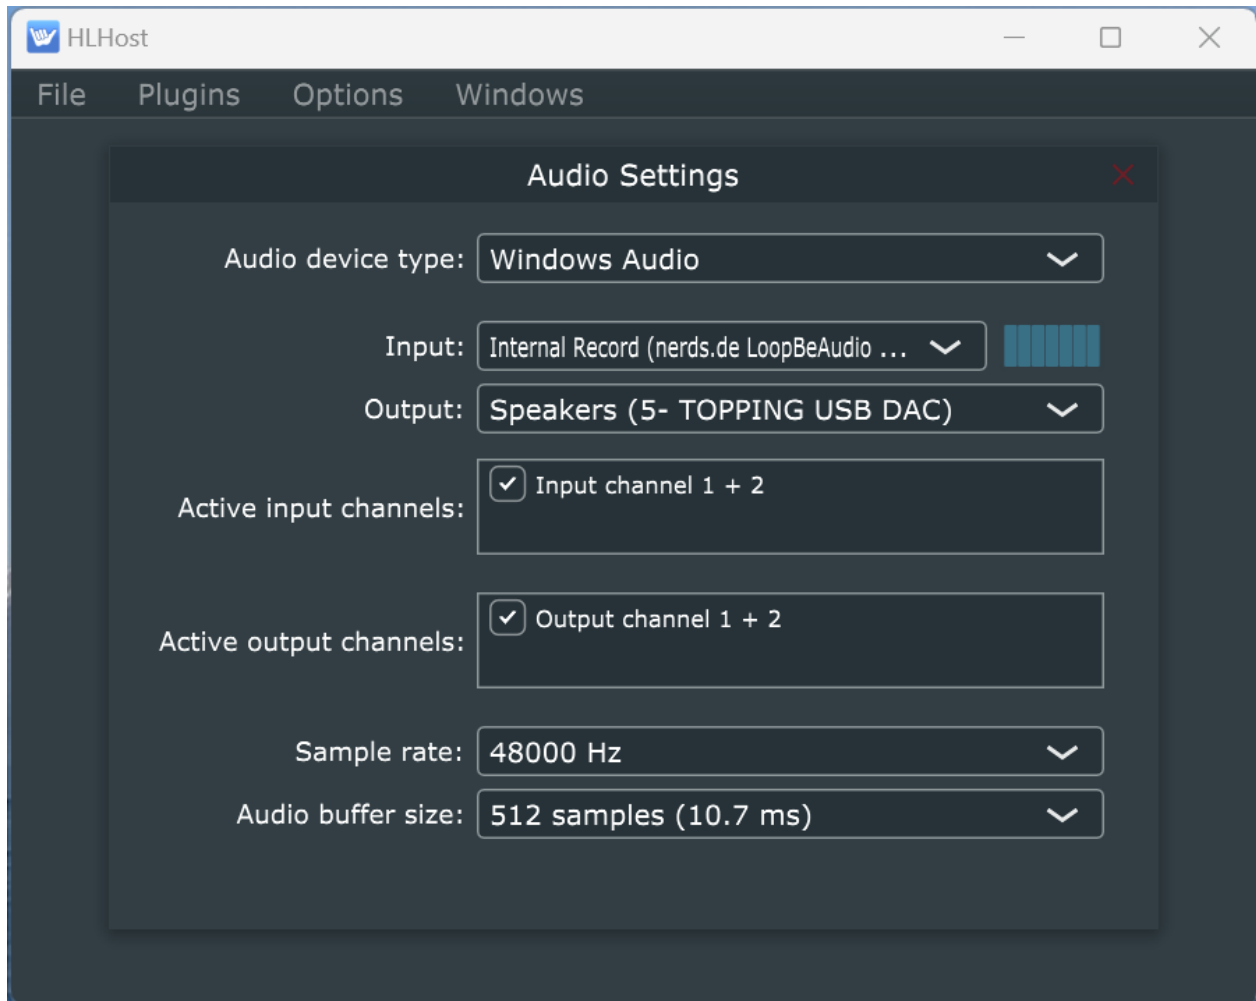 HLHost
File Plugins Options Windows
Audio Settings
Audio device type: Windows Audio
Input: Internal Record (nerds.de LoopBeAudio ...
Output: Speakers (5- TOPPING USB DAC)
Active input channels: Input channel 1 + 2
Active output channels: Output channel 1 + 2
Sample rate: 48000 Hz
Audio buffer size: 512 samples (10.7 ms)